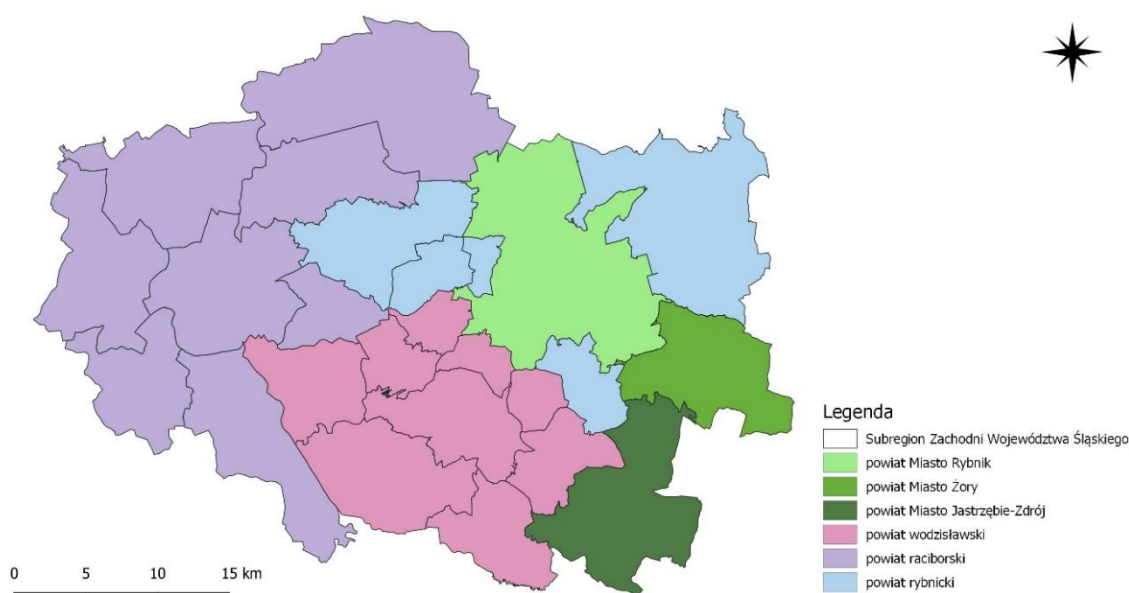 Legenda
Subregion Zachodni Województwa Śląskiego
powiat Miasto Rybnik
powiat Miasto Żory
powiat Miasto Jastrzębie-Zdrój
powiat wodzisławski
powiat raciborski
powiat rybnicki
0 5 10 15 km